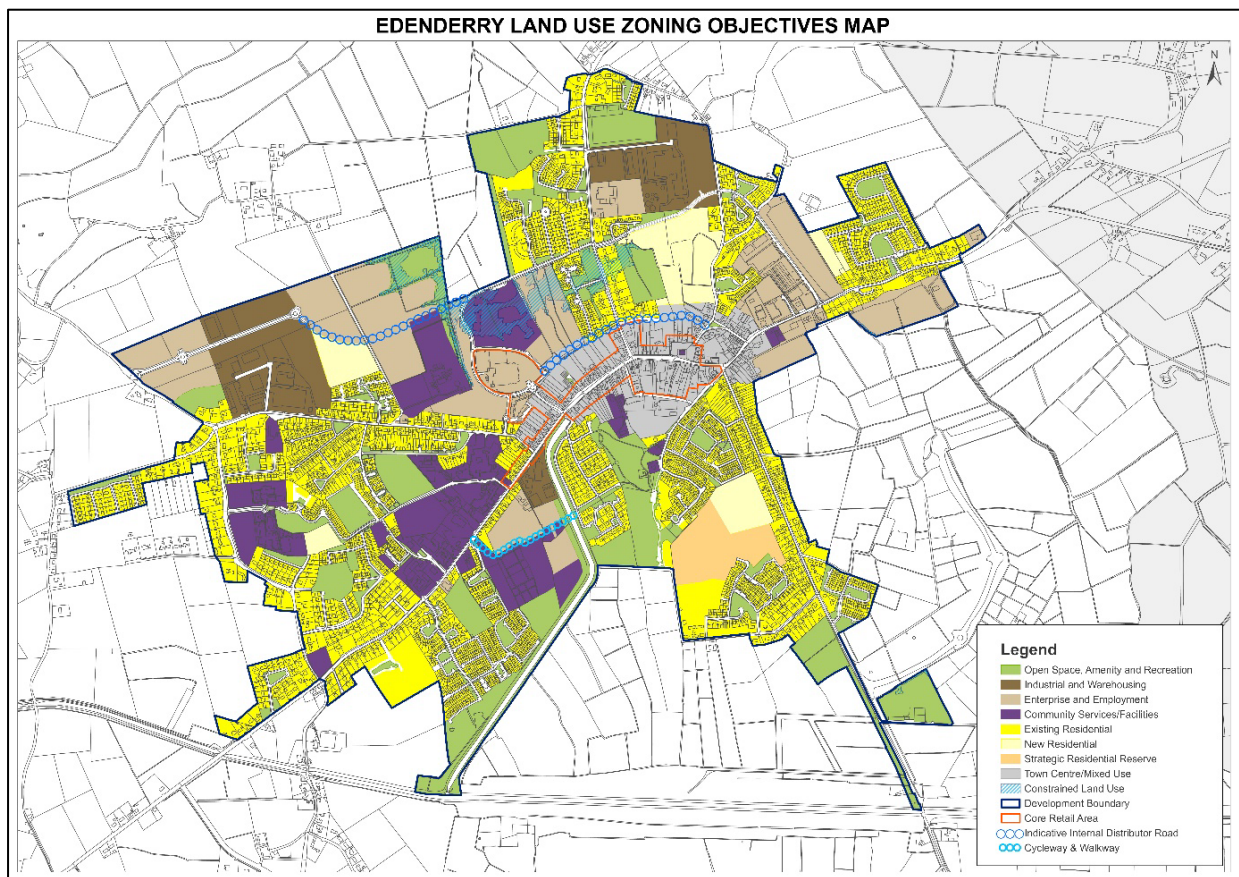 EDENDERRY LAND USE ZONING OBJECTIVES MAP
N
Legend
Open Space, Amenity and Recreation
Industrial and Warehousing
Enterprise and Employment
Community Services/Facilities
Existing Residential
New Residential
Strategic Residential Reserve
Town Centre/Mixed Use
Constrained Land Use
Development Boundary
Core Retail Area
Indicative Internal Distributor Road
Cycleway & Walkway